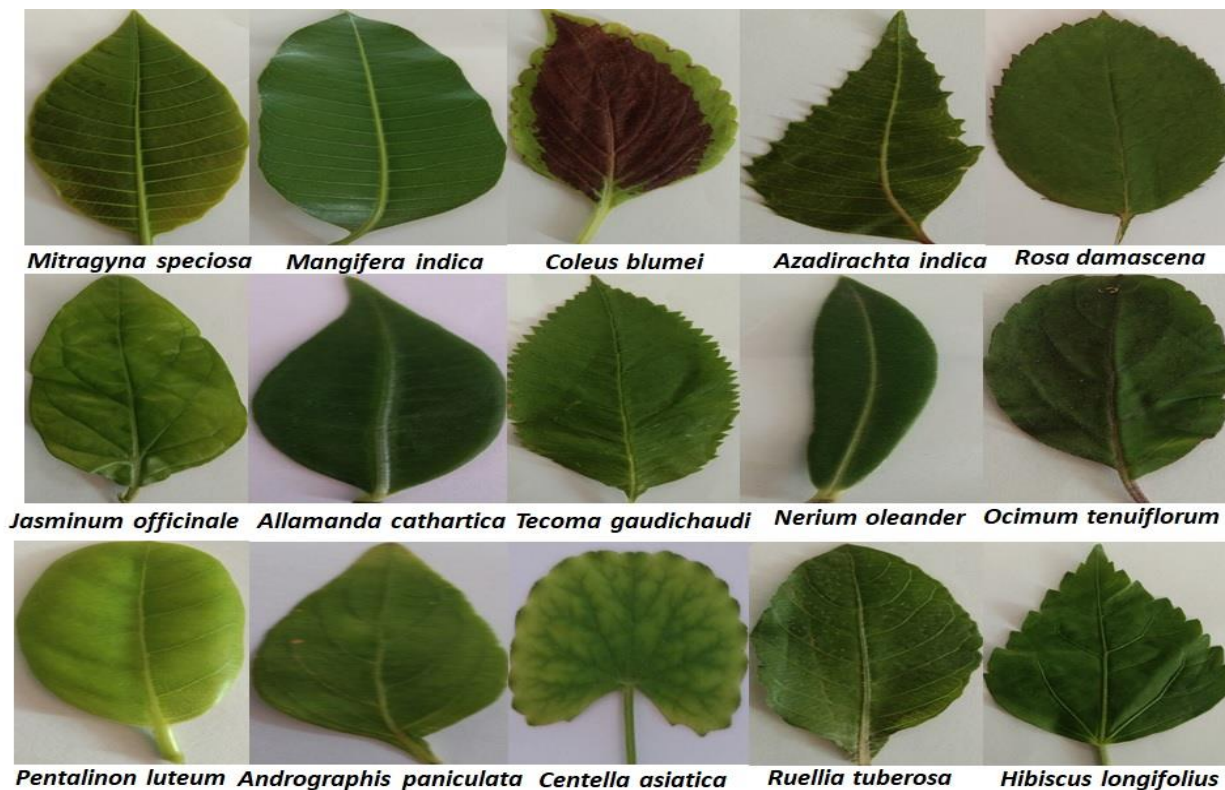 Mitragyna speciosa Mangifera indica Coleus blumei Azadirachta indica Rosa damascena
Jasminum officinale Allamanda cathartica Tecoma gaudichaudi Nerium oleander Ocimum tenuiflorum
Pentalinon luteum Andrographis paniculata Centella asiatica Ruellia tuberosa Hibiscus longifolius